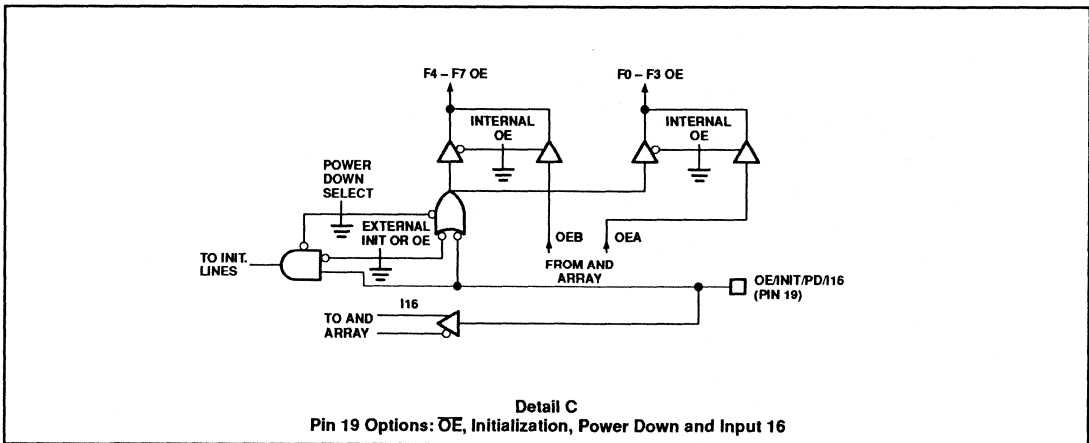 F4 – F7 OE
F0 – F3 OE
INTERNAL
OE
INTERNAL
OE
POWER
DOWN
SELECT
EXTERNAL
INIT OR OE
OEB
OEA
FROM AND
ARRAY
TO INIT.
LINES
OE/INIT/PD/I16
(PIN 19)
I16
TO AND
ARRAY
Detail C
Pin 19 Options: O̅E̅, Initialization, Power Down and Input 16